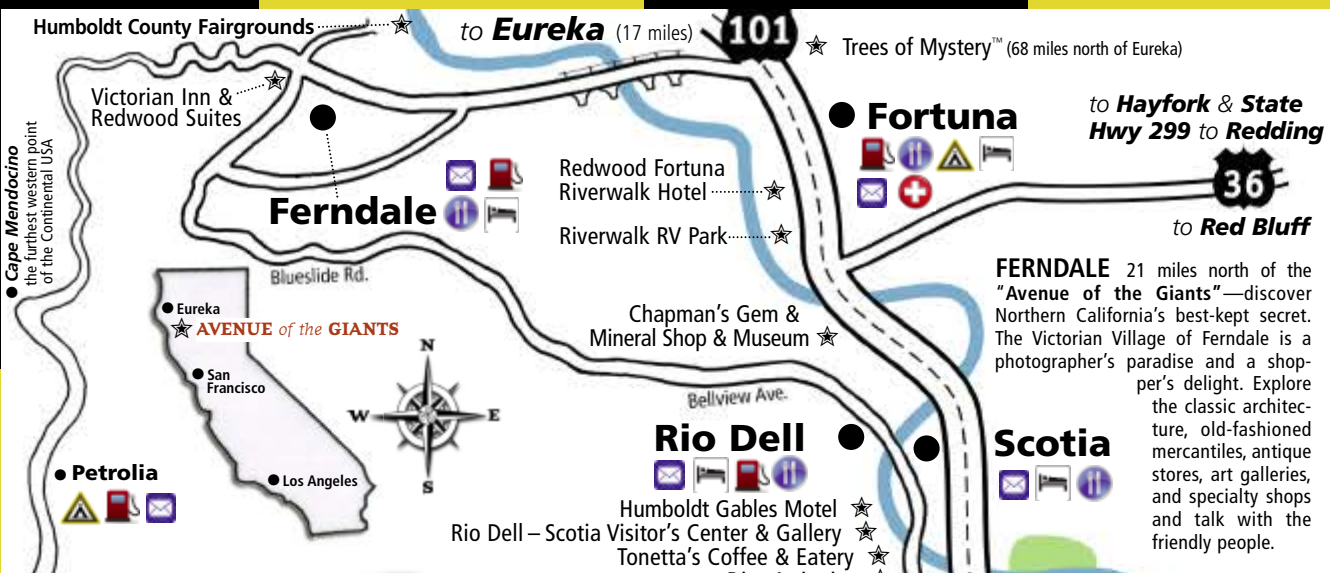 Humboldt County Fairgrounds
to Eureka (17 miles)
101
Trees of Mystery™ (68 miles north of Eureka)
Victorian Inn &
Redwood Suites
Fortuna
to Hayfork & State
Hwy 299 to Redding
36
to Red Bluff
Redwood Fortuna
Riverwalk Hotel
Riverwalk RV Park
Ferndale
Cape Mendocino
the furthest western point
of the Continental USA
Blueslide Rd.
Eureka
AVENUE of the GIANTS
San
Francisco
Los Angeles
N
W
E
S
Chapman's Gem &
Mineral Shop & Museum
Bellview Ave.
FERNDALE 21 miles north of the
"Avenue of the Giants"—discover
Northern California's best-kept secret.
The Victorian Village of Ferndale is a
photographer's paradise and a shop-
per's delight. Explore
the classic architec-
ture, old-fashioned
mercantiles, antique
stores, art galleries,
and specialty shops
and talk with the
friendly people.
Petrolia
Rio Dell
Scotia
Humboldt Gables Motel
Rio Dell – Scotia Visitor's Center & Gallery
Tonetta's Coffee & Eatery